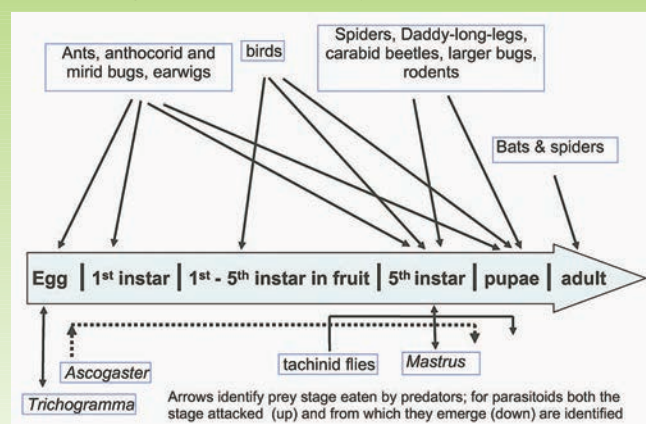 Ants, anthocorid and
mirid bugs, earwigs
birds
Spiders, Daddy-long-legs,
carabid beetles, larger bugs,
rodents
Bats & spiders
Egg | 1st instar | 1st - 5th instar in fruit | 5th instar | pupae | adult
Ascogaster
Trichogramma
tachinid flies
Mastrus
Arrows identify prey stage eaten by predators; for parasitoids both the
stage attacked (up) and from which they emerge (down) are identified